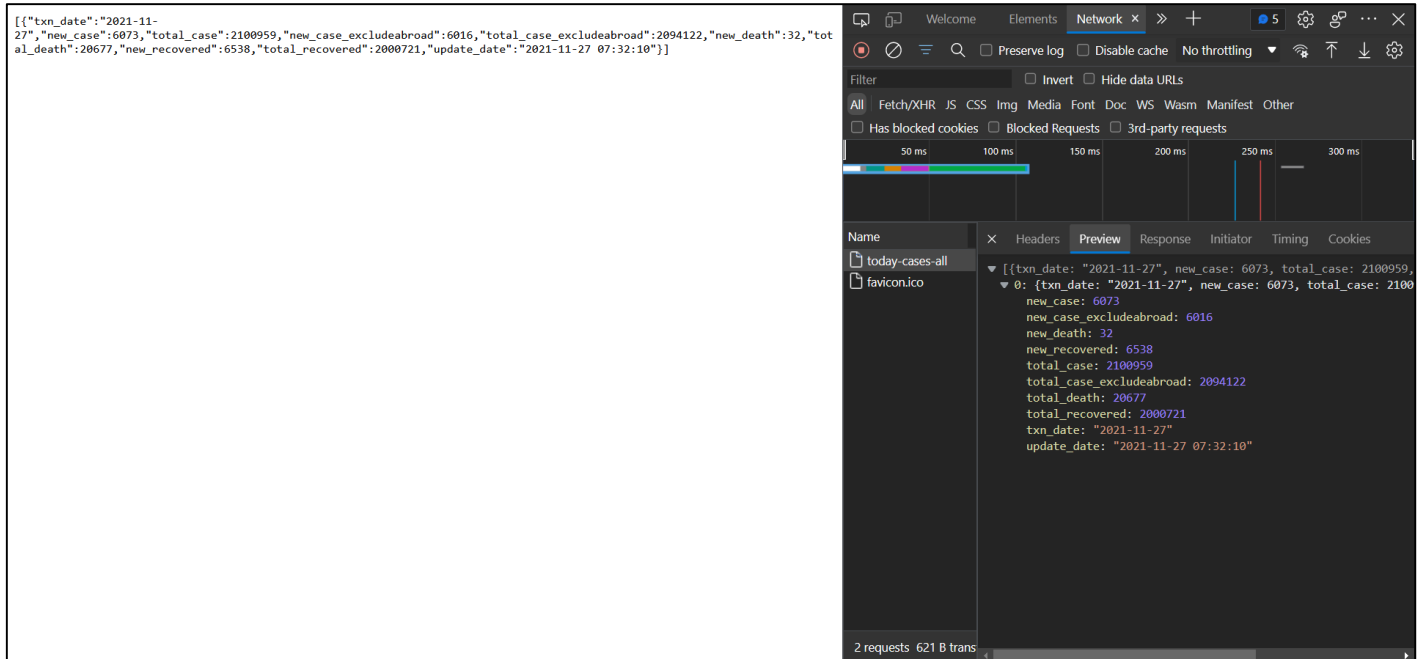 [{"txn_date":"2021-11-
27","new_case":6073,"total_case":2100959,"new_case_excludeabroad":6016,"total_case_excludeabroad":2094122,"new_death":32,"tot
al_death":20677,"new_recovered":6538,"total_recovered":2000721,"update_date":"2021-11-27 07:32:10"}]
Welcome Elements Network × » + 5 ··· ×
Preserve log Disable cache No throttling ▼
Filter Invert Hide data URLs
All Fetch/XHR JS CSS Img Media Font Doc WS Wasm Manifest Other
Has blocked cookies Blocked Requests 3rd-party requests
50 ms 100 ms 150 ms 200 ms 250 ms 300 ms
Name
today-cases-all
favicon.ico
× Headers Preview Response Initiator Timing Cookies
▼ [{txn_date: "2021-11-27", new_case: 6073, total_case: 2100959,
▼ 0: {txn_date: "2021-11-27", new_case: 6073, total_case: 2100
new_case: 6073
new_case_excludeabroad: 6016
new_death: 32
new_recovered: 6538
total_case: 2100959
total_case_excludeabroad: 2094122
total_death: 20677
total_recovered: 2000721
txn_date: "2021-11-27"
update_date: "2021-11-27 07:32:10"
2 requests 621 B trans